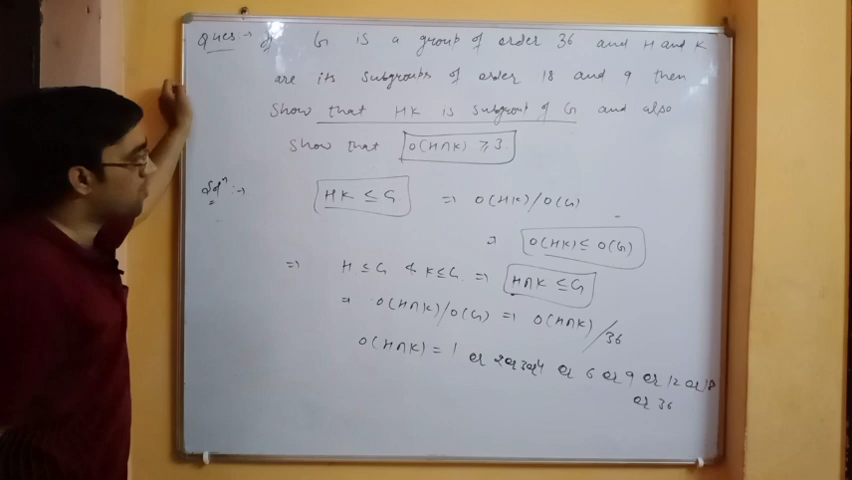 Ques → If G is a group of order 36 and H and K
are its subgroups of order 18 and 9 then
Show that HK is subgroup of G and also
Show that O(H∩K) ≥ 3.
Solⁿ :→ HK ≤ G ⇒ O(HK)/O(G)
⇒ O(HK) ≤ O(G)
⇒ H ≤ G & K ≤ G ⇒ H∩K ≤ G
⇒ O(H∩K)/O(G) ⇒ O(H∩K)/36
O(H∩K) = 1 or 2 or 3 or 4 or 6 or 9 or 12 or 18
or 36